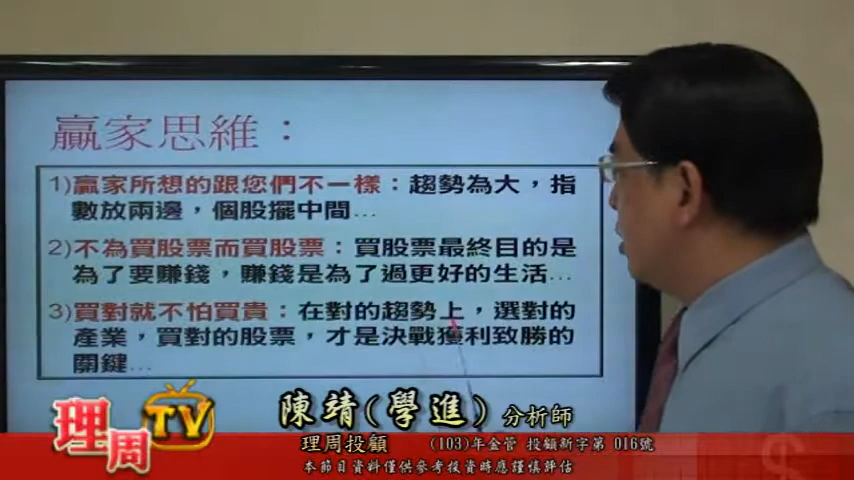 贏家思維：
1)贏家所想的跟您們不一樣：趨勢為大，指
數放兩邊，個股擺中間...
2)不為買股票而買股票：買股票最終目的是
為了要賺錢，賺錢是為了過更好的生活...
3)買對就不怕買貴：在對的趨勢上，選對的
產業，買對的股票，才是決戰獲利致勝的
關鍵...
理周TV
陳靖(學進) 分析師
理周投顧 (103)年金管 投顧新字第 016號
本節目資料僅供參考投資時應謹慎評估